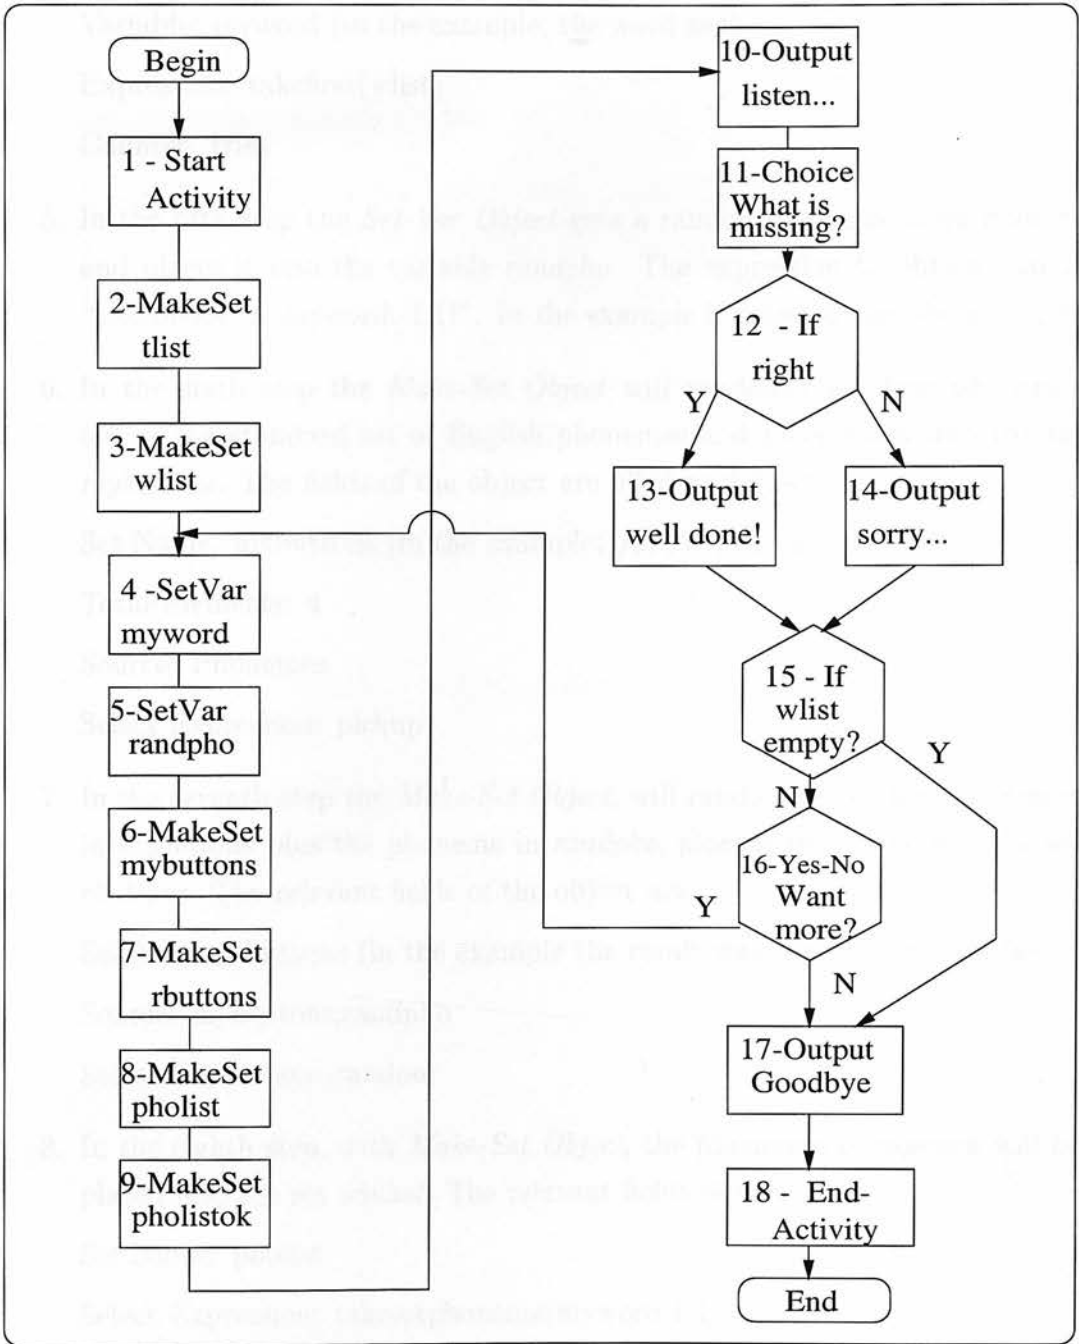 Begin
1 - Start
Activity
2-MakeSet
tlist
3-MakeSet
wlist
4 -SetVar
myword
5-SetVar
randpho
6-MakeSet
mybuttons
7-MakeSet
rbuttons
8-MakeSet
pholist
9-MakeSet
pholistok
10-Output
listen...
11-Choice
What is
missing?
12 - If
right
Y
N
13-Output
well done!
14-Output
sorry...
15 - If
wlist
empty?
Y
N
16-Yes-No
Want
more?
Y
N
17-Output
Goodbye
18 - End-
Activity
End